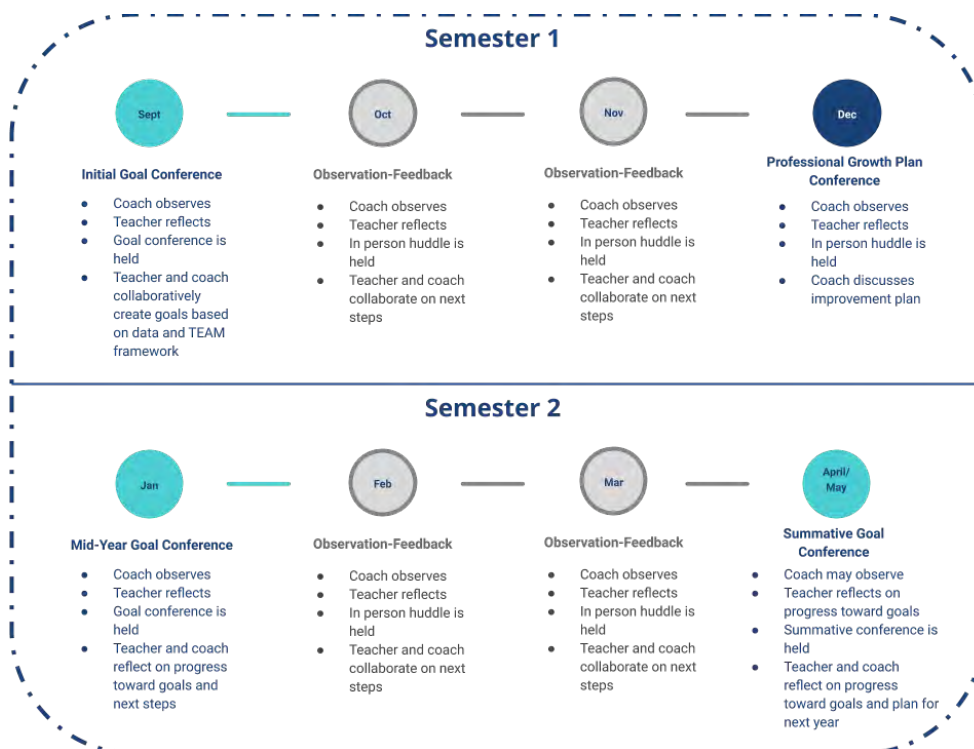 Semester 1
Sept
Oct
Nov
Dec
Initial Goal Conference
● Coach observes
● Teacher reflects
● Goal conference is
held
● Teacher and coach
collaboratively
create goals based
on data and TEAM
framework
Observation-Feedback
● Coach observes
● Teacher reflects
● In person huddle is
held
● Teacher and coach
collaborate on next
steps
Observation-Feedback
● Coach observes
● Teacher reflects
● In person huddle is
held
● Teacher and coach
collaborate on next
steps
Professional Growth Plan
Conference
● Coach observes
● Teacher reflects
● In person huddle is
held
● Coach discusses
improvement plan
Semester 2
Jan
Feb
Mar
April/
May
Mid-Year Goal Conference
● Coach observes
● Teacher reflects
● Goal conference is
held
● Teacher and coach
reflect on progress
toward goals and
next steps
Observation-Feedback
● Coach observes
● Teacher reflects
● In person huddle is
held
● Teacher and coach
collaborate on next
steps
Observation-Feedback
● Coach observes
● Teacher reflects
● In person huddle is
held
● Teacher and coach
collaborate on next
steps
Summative Goal
Conference
● Coach may observe
● Teacher reflects on
progress toward goals
● Summative conference is
held
● Teacher and coach
reflect on progress
toward goals and plan for
next year